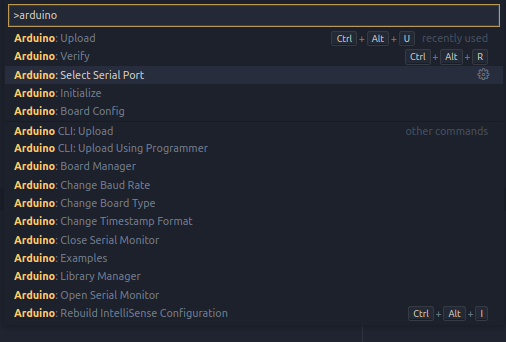 >arduino
Arduino: Upload Ctrl + Alt + U recently used
Arduino: Verify Ctrl + Alt + R
Arduino: Select Serial Port
Arduino: Initialize
Arduino: Board Config
Arduino CLI: Upload other commands
Arduino CLI: Upload Using Programmer
Arduino: Board Manager
Arduino: Change Baud Rate
Arduino: Change Board Type
Arduino: Change Timestamp Format
Arduino: Close Serial Monitor
Arduino: Examples
Arduino: Library Manager
Arduino: Open Serial Monitor
Arduino: Rebuild IntelliSense Configuration Ctrl + Alt + I